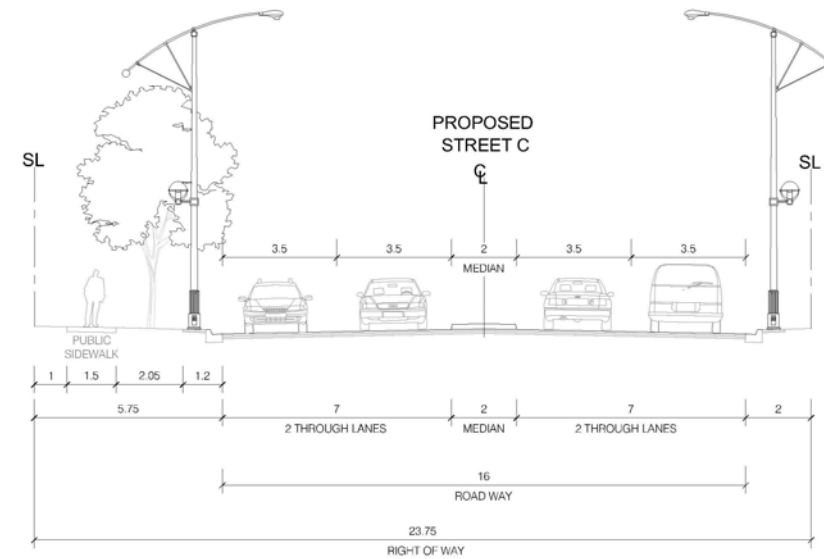 PROPOSED
STREET C
CL
SL
SL
3.5 3.5 2 3.5 3.5
MEDIAN
PUBLIC
SIDEWALK
1 1.5 2.05 1.2
5.75 7 2 7 2
2 THROUGH LANES MEDIAN 2 THROUGH LANES
16
ROAD WAY
23.75
RIGHT OF WAY